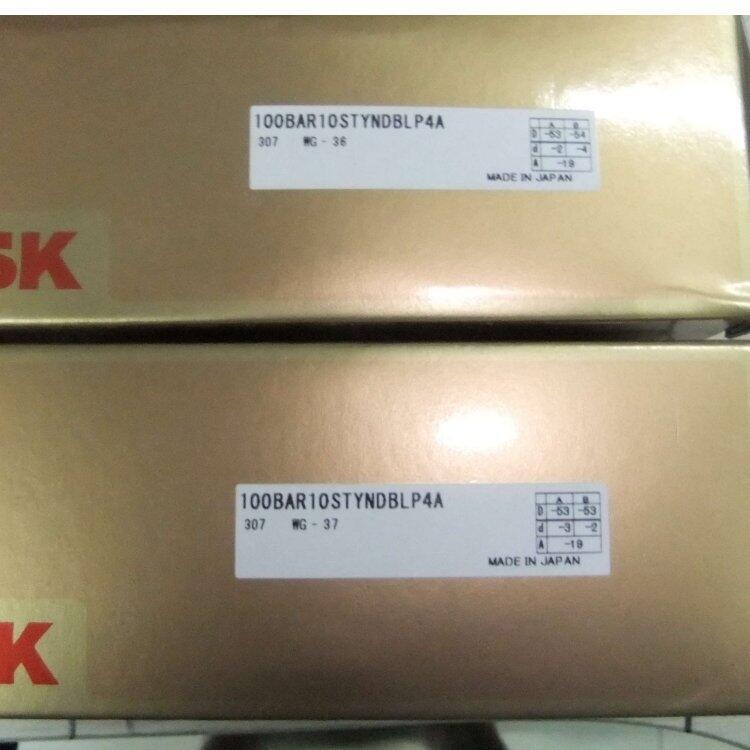 100BAR10STYNDBLP4A
307 WG - 36
A B
D -53 -54
d -2 -4
A -19
MADE IN JAPAN
SK
100BAR10STYNDBLP4A
307 WG - 37
A B
D -53 -53
d -3 -2
A -19
MADE IN JAPAN
K